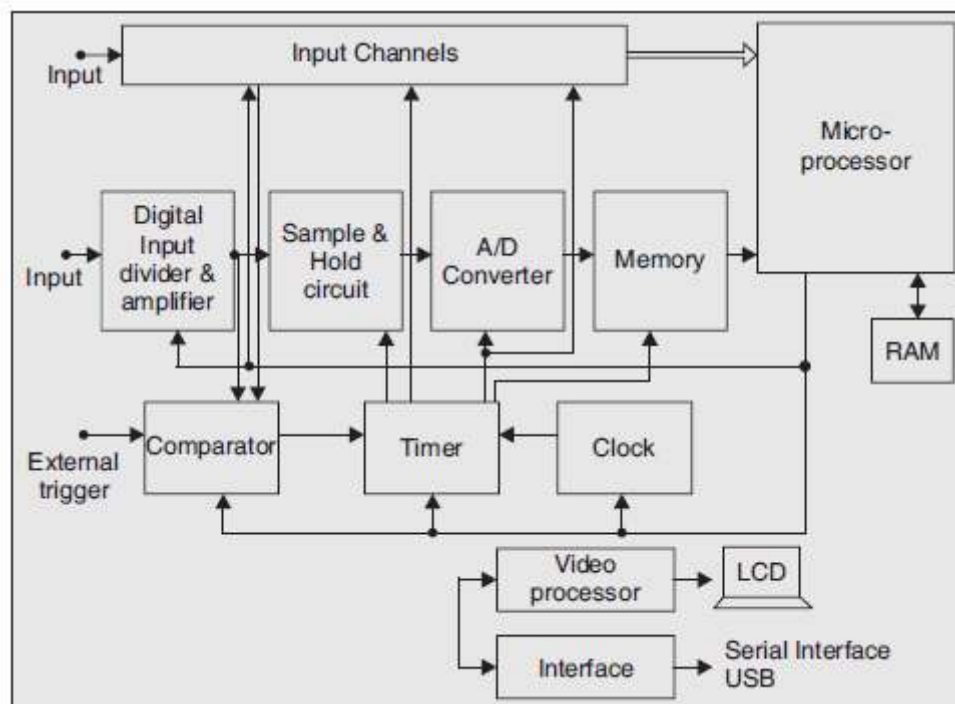 Input
Input Channels
Micro-
processor
Input
Digital
Input
divider &
amplifier
Sample &
Hold
circuit
A/D
Converter
Memory
RAM
External
trigger
Comparator
Timer
Clock
Video
processor
LCD
Interface
Serial Interface
USB